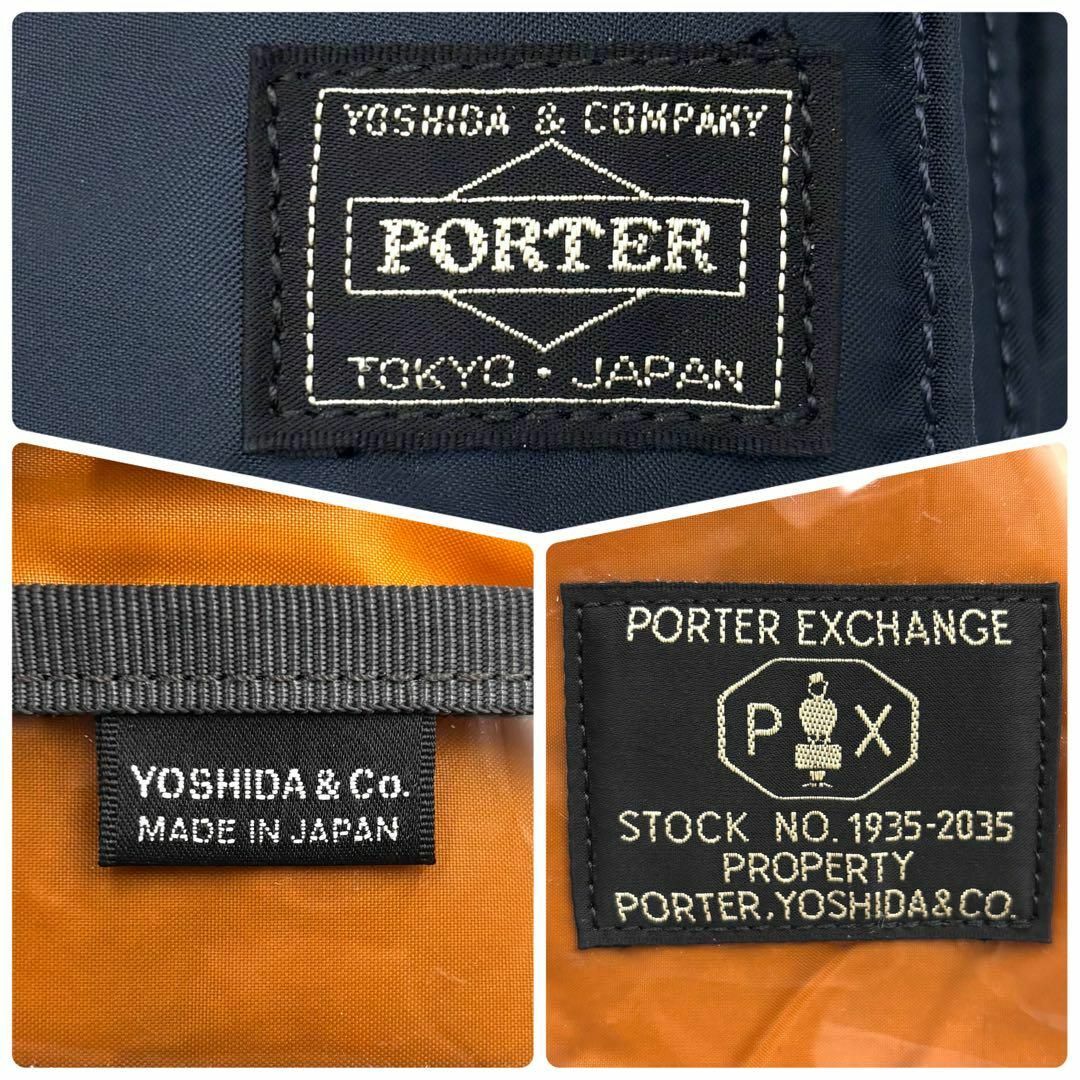 YOSHIDA & COMPANY
PORTER
TOKYO・JAPAN
YOSHIDA & Co.
MADE IN JAPAN
PORTER EXCHANGE
P X
STOCK NO. 1935-2035
PROPERTY
PORTER, YOSHIDA & CO.